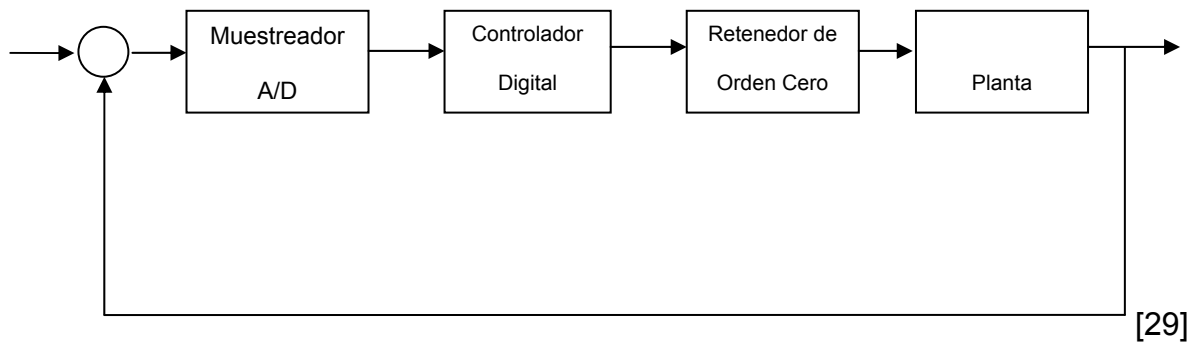 Muestreador
A/D
Controlador
Digital
Retenedor de
Orden Cero
Planta
[29]